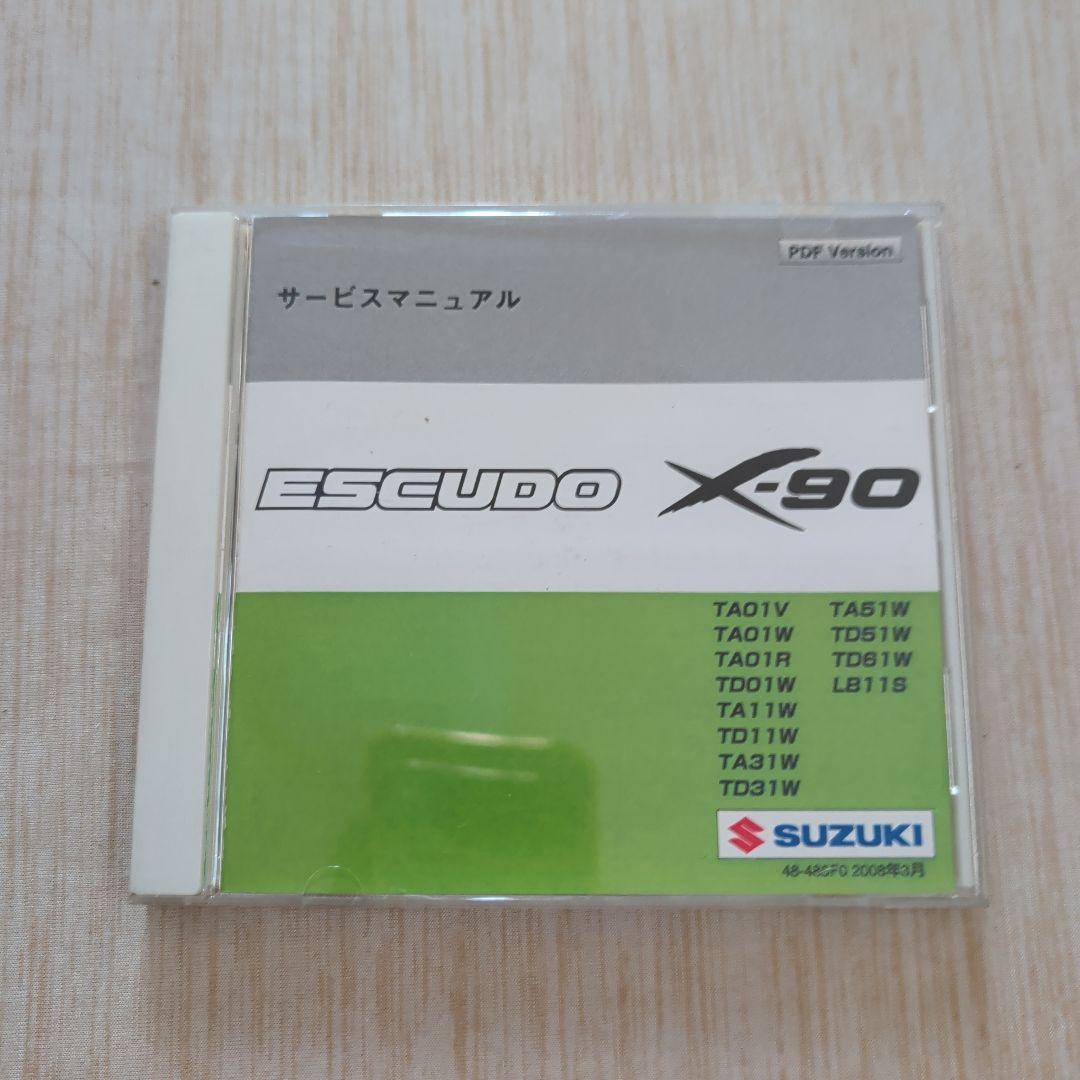 PDF Version
サービスマニュアル
ESCUDO X-90
TA01V TA51W
TA01W TD51W
TA01R TD61W
TD01W LB11S
TA11W
TD11W
TA31W
TD31W
SUZUKI
2008年3月